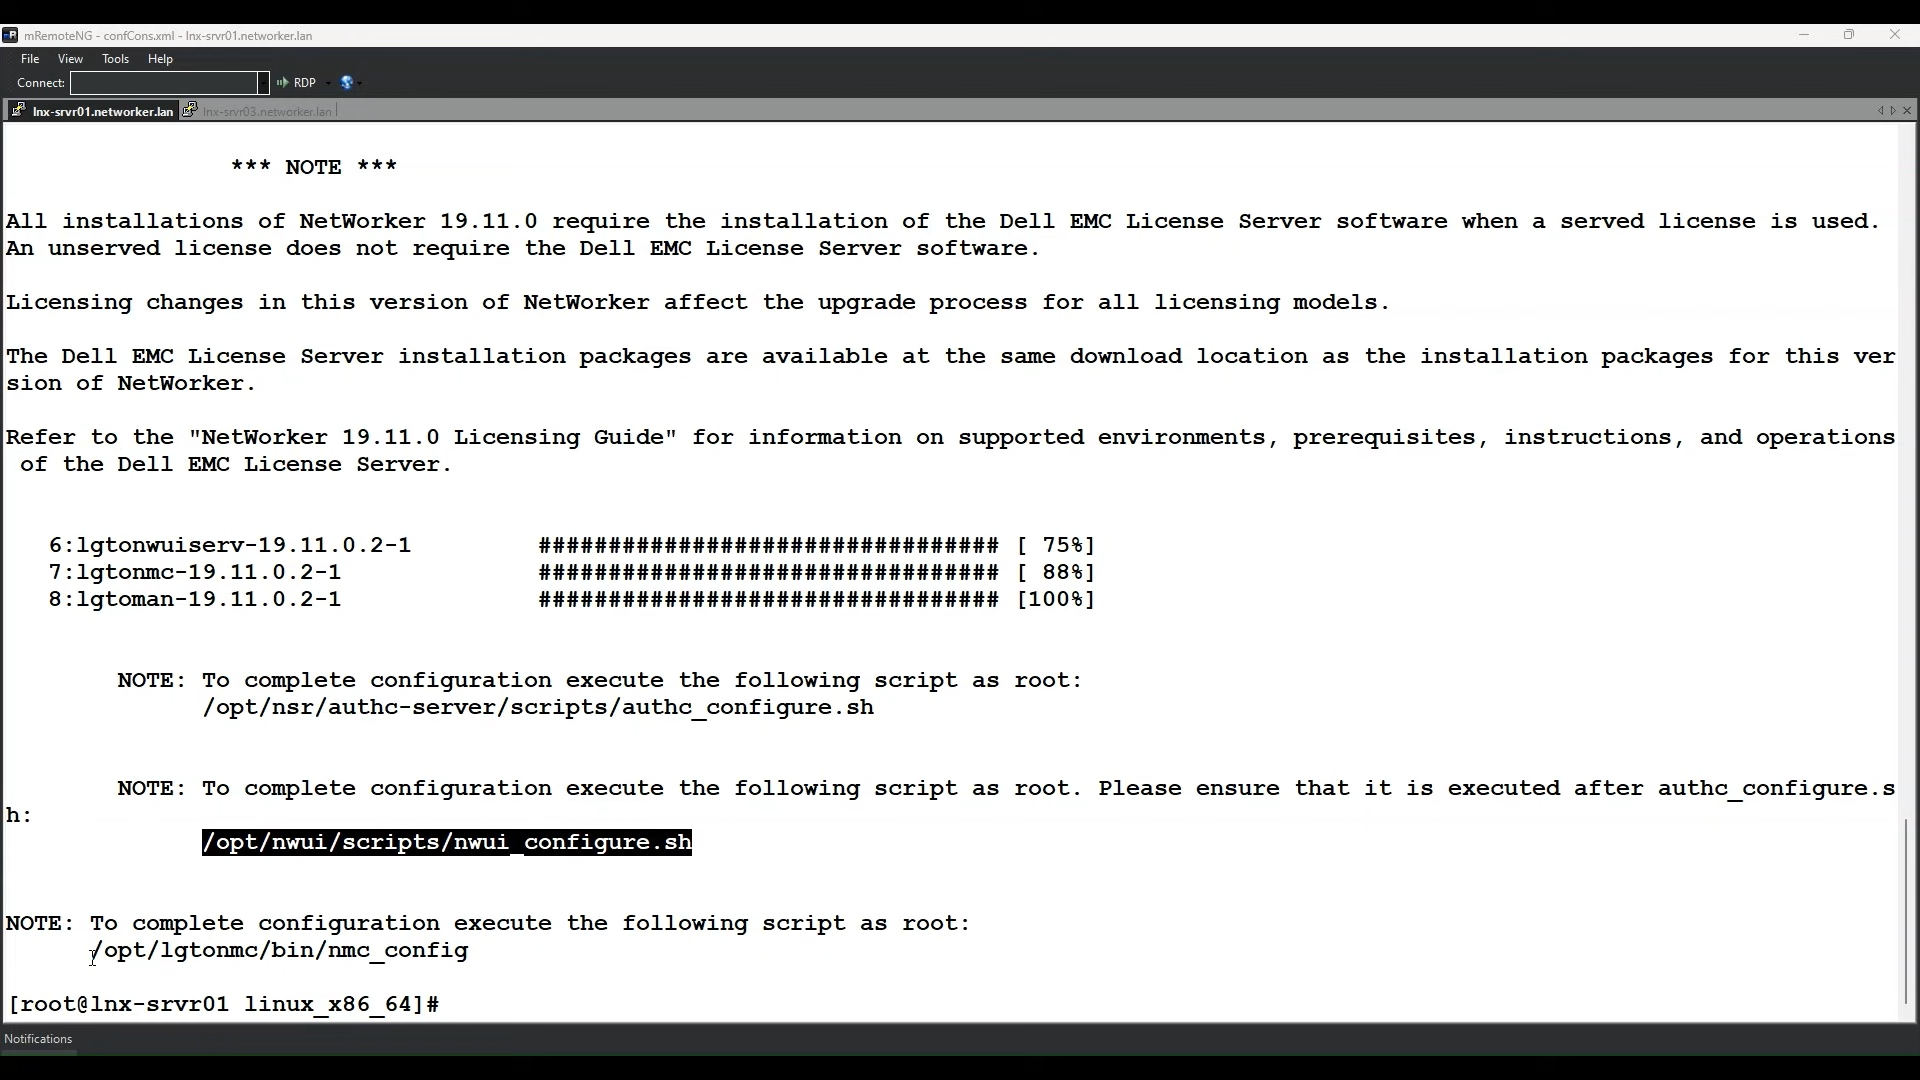 mRemoteNG - confCons.xml - lnx-srvr01.networker.lan
File View Tools Help
Connect: RDP
lnx-srvr01.networker.lan lnx-srvr03.networker.lan
*** NOTE ***
All installations of NetWorker 19.11.0 require the installation of the Dell EMC License Server software when a served license is used.
An unserved license does not require the Dell EMC License Server software.
Licensing changes in this version of NetWorker affect the upgrade process for all licensing models.
The Dell EMC License Server installation packages are available at the same download location as the installation packages for this ver
sion of NetWorker.
Refer to the "NetWorker 19.11.0 Licensing Guide" for information on supported environments, prerequisites, instructions, and operations
of the Dell EMC License Server.
6:lgtonwuiserv-19.11.0.2-1 ################################# [ 75%]
7:lgtonmc-19.11.0.2-1 ################################# [ 88%]
8:lgtoman-19.11.0.2-1 ################################# [100%]
NOTE: To complete configuration execute the following script as root:
/opt/nsr/authc-server/scripts/authc_configure.sh
NOTE: To complete configuration execute the following script as root. Please ensure that it is executed after authc_configure.s
h:
/opt/nwui/scripts/nwui_configure.sh
NOTE: To complete configuration execute the following script as root:
/opt/lgtonmc/bin/nmc_config
[root@lnx-srvr01 linux_x86_64]#
Notifications